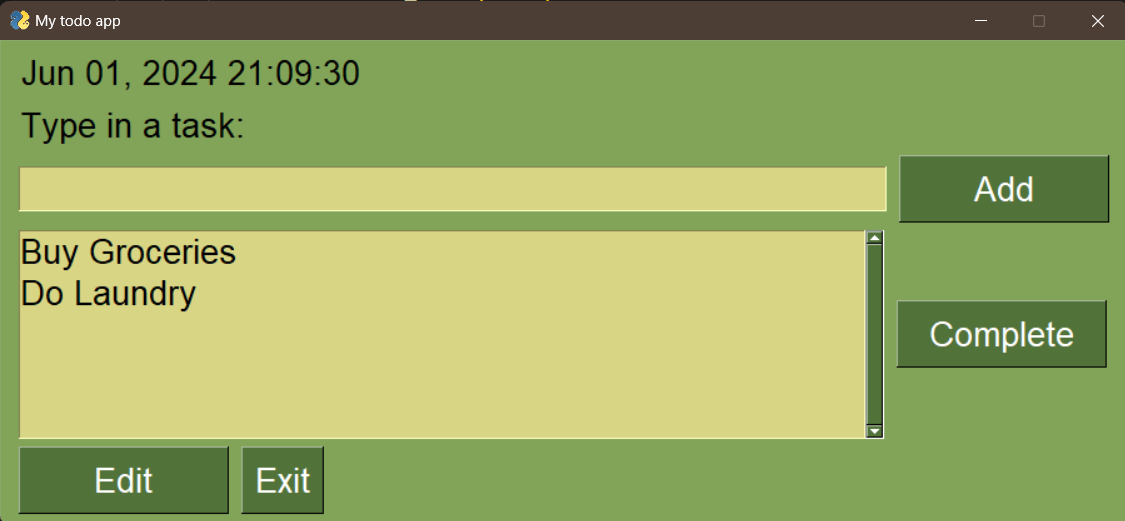 My todo app
Jun 01, 2024 21:09:30
Type in a task:
Add
Buy Groceries
Do Laundry
Complete
Edit Exit